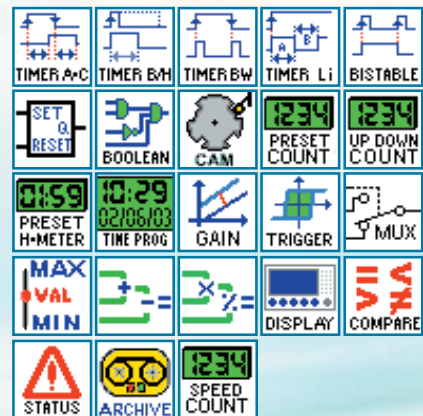 TIMER A•C TIMER B/H TIMER BW TIMER Li BISTABLE
SET
Q
RESET
BOOLEAN
CAM
1234
PRESET
COUNT
1234
UP DOWN
COUNT
01:59
PRESET
H•METER
10:29
02/06/03
TIME PROG
GAIN
TRIGGER
MUX
MAX
VAL
MIN
+ - =
× ⁒ =
DISPLAY
COMPARE
STATUS
ARCHIVE
1234
SPEED
COUNT